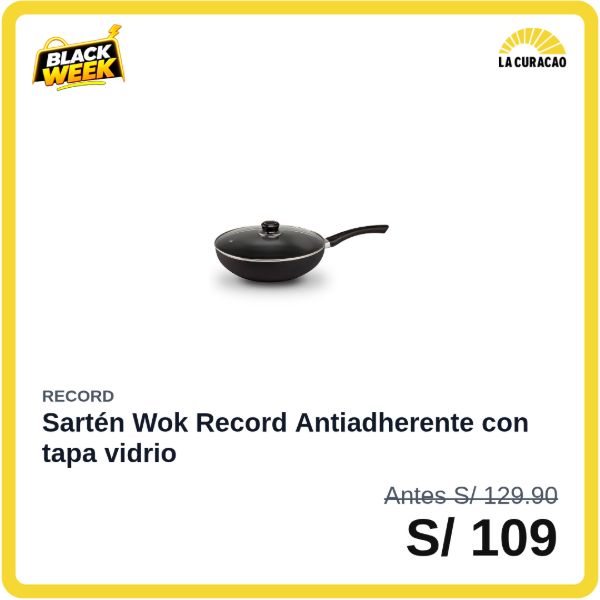 BLACK
WEEK
LA CURACAO
RECORD
Sartén Wok Record Antiadherente con
tapa vidrio
Antes S/ 129.90
S/ 109